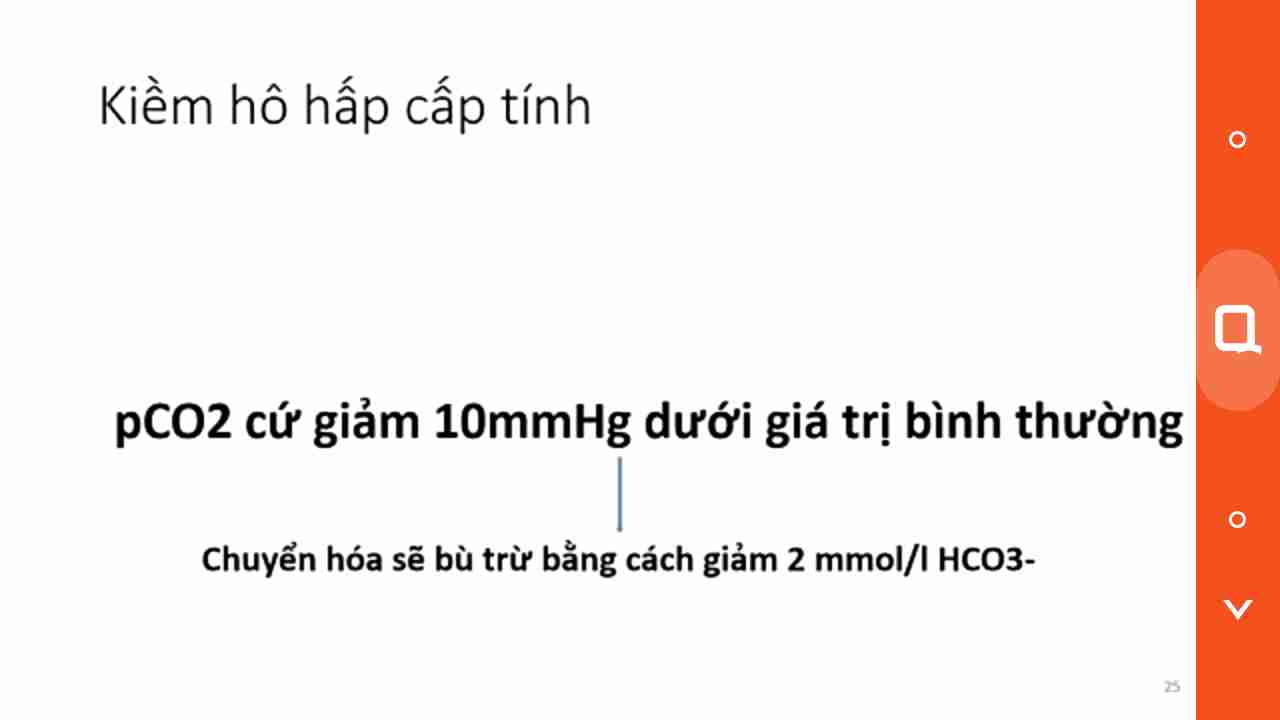 Kiềm hô hấp cấp tính
pCO2 cứ giảm 10mmHg dưới giá trị bình thường
Chuyển hóa sẽ bù trừ bằng cách giảm 2 mmol/l HCO3-
25